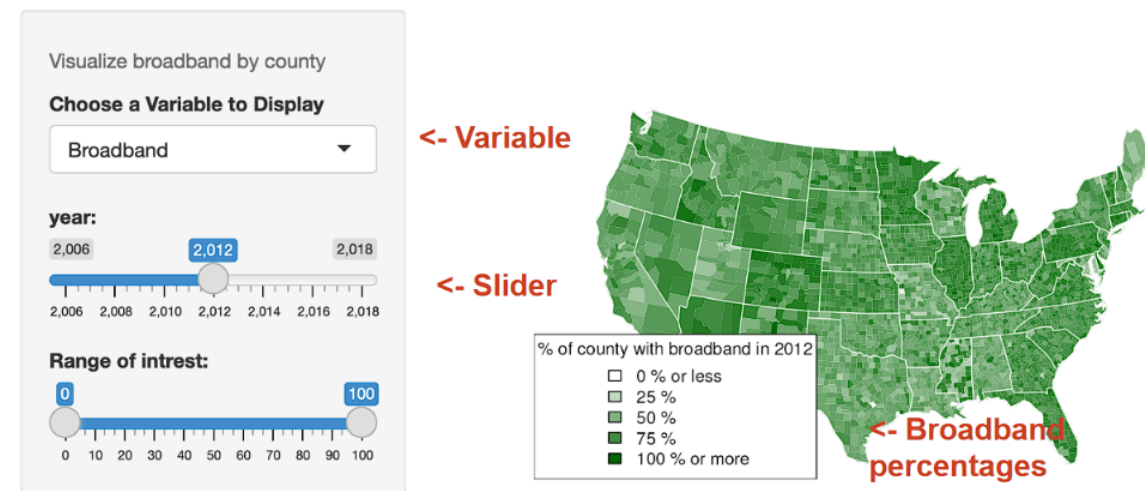 Visualize broadband by county
Choose a Variable to Display
Broadband
<- Variable
year:
2,006 2,012 2,018
<- Slider
2,006 2,008 2,010 2,012 2,014 2,016 2,018
Range of intrest:
0 100
0 10 20 30 40 50 60 70 80 90 100
% of county with broadband in 2012
0 % or less
25 %
50 %
75 %
100 % or more
<- Broadband
percentages